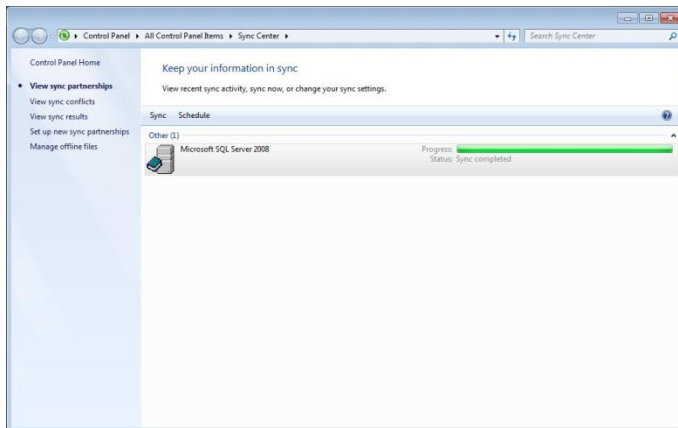 Control Panel All Control Panel Items Sync Center Search Sync Center
Control Panel Home
View sync partnerships
View sync conflicts
View sync results
Set up new sync partnerships
Manage offline files
Keep your information in sync
View recent sync activity, sync now, or change your sync settings.
Sync Schedule
Other (1)
Microsoft SQL Server 2008 Progress:
Status: Sync completed